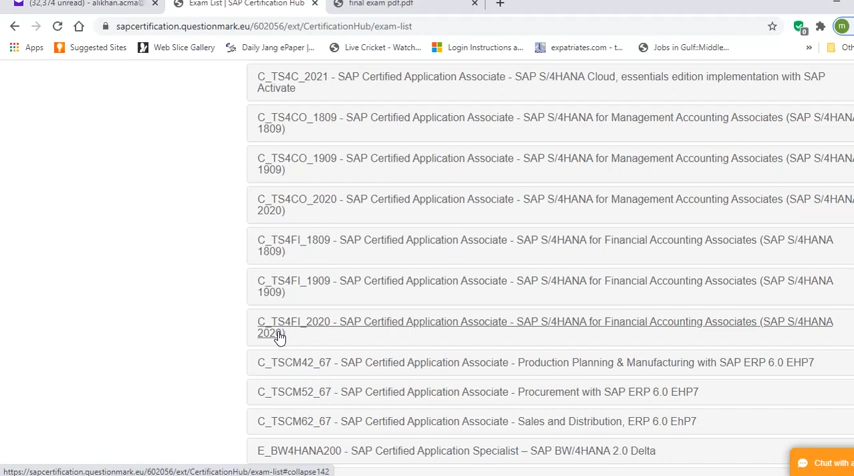 (32,374 unread) - alikhan.acma@
Exam List | SAP Certification Hub
final exam pdf.pdf
sapcertification.questionmark.eu/602056/ext/CertificationHub/exam-list
Apps
Suggested Sites
Web Slice Gallery
Daily Jang ePaper |...
Live Cricket - Watch...
Login Instructions a...
expatriates.com - t...
Jobs in Gulf::Middle...
»
Ot
C_TS4C_2021 - SAP Certified Application Associate - SAP S/4HANA Cloud, essentials edition implementation with SAP
Activate
C_TS4CO_1809 - SAP Certified Application Associate - SAP S/4HANA for Management Accounting Associates (SAP S/4HANA
1809)
C_TS4CO_1909 - SAP Certified Application Associate - SAP S/4HANA for Management Accounting Associates (SAP S/4HANA
1909)
C_TS4CO_2020 - SAP Certified Application Associate - SAP S/4HANA for Management Accounting Associates (SAP S/4HANA
2020)
C_TS4FI_1809 - SAP Certified Application Associate - SAP S/4HANA for Financial Accounting Associates (SAP S/4HANA
1809)
C_TS4FI_1909 - SAP Certified Application Associate - SAP S/4HANA for Financial Accounting Associates (SAP S/4HANA
1909)
C_TS4FI_2020 - SAP Certified Application Associate - SAP S/4HANA for Financial Accounting Associates (SAP S/4HANA
2020)
C_TSCM42_67 - SAP Certified Application Associate - Production Planning & Manufacturing with SAP ERP 6.0 EHP7
C_TSCM52_67 - SAP Certified Application Associate - Procurement with SAP ERP 6.0 EHP7
C_TSCM62_67 - SAP Certified Application Associate - Sales and Distribution, ERP 6.0 EhP7
E_BW4HANA200 - SAP Certified Application Specialist – SAP BW/4HANA 2.0 Delta
Chat with a
https://sapcertification.questionmark.eu/602056/ext/CertificationHub/exam-list#collapse142